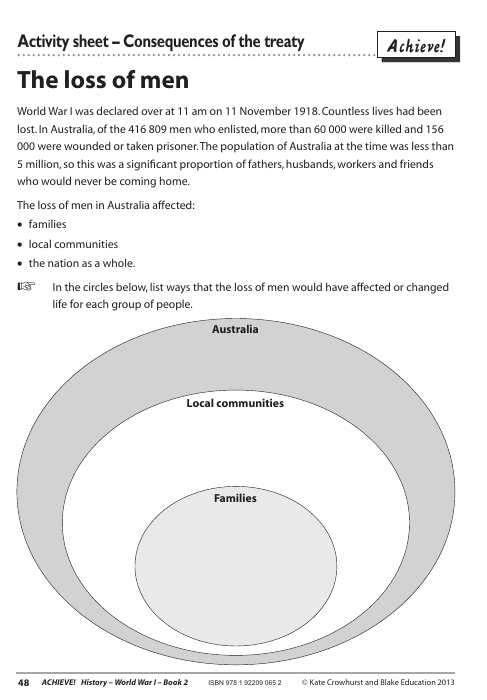 Activity sheet – Consequences of the treaty
Achieve!
The loss of men
World War I was declared over at 11 am on 11 November 1918. Countless lives had been
lost. In Australia, of the 416 809 men who enlisted, more than 60 000 were killed and 156
000 were wounded or taken prisoner. The population of Australia at the time was less than
5 million, so this was a significant proportion of fathers, husbands, workers and friends
who would never be coming home.
The loss of men in Australia affected:
• families
• local communities
• the nation as a whole.
☞ In the circles below, list ways that the loss of men would have affected or changed
life for each group of people.
Australia
Local communities
Families
48 ACHIEVE! History – World War I – Book 2 ISBN 978 1 92209 065 2 © Kate Crowhurst and Blake Education 2013